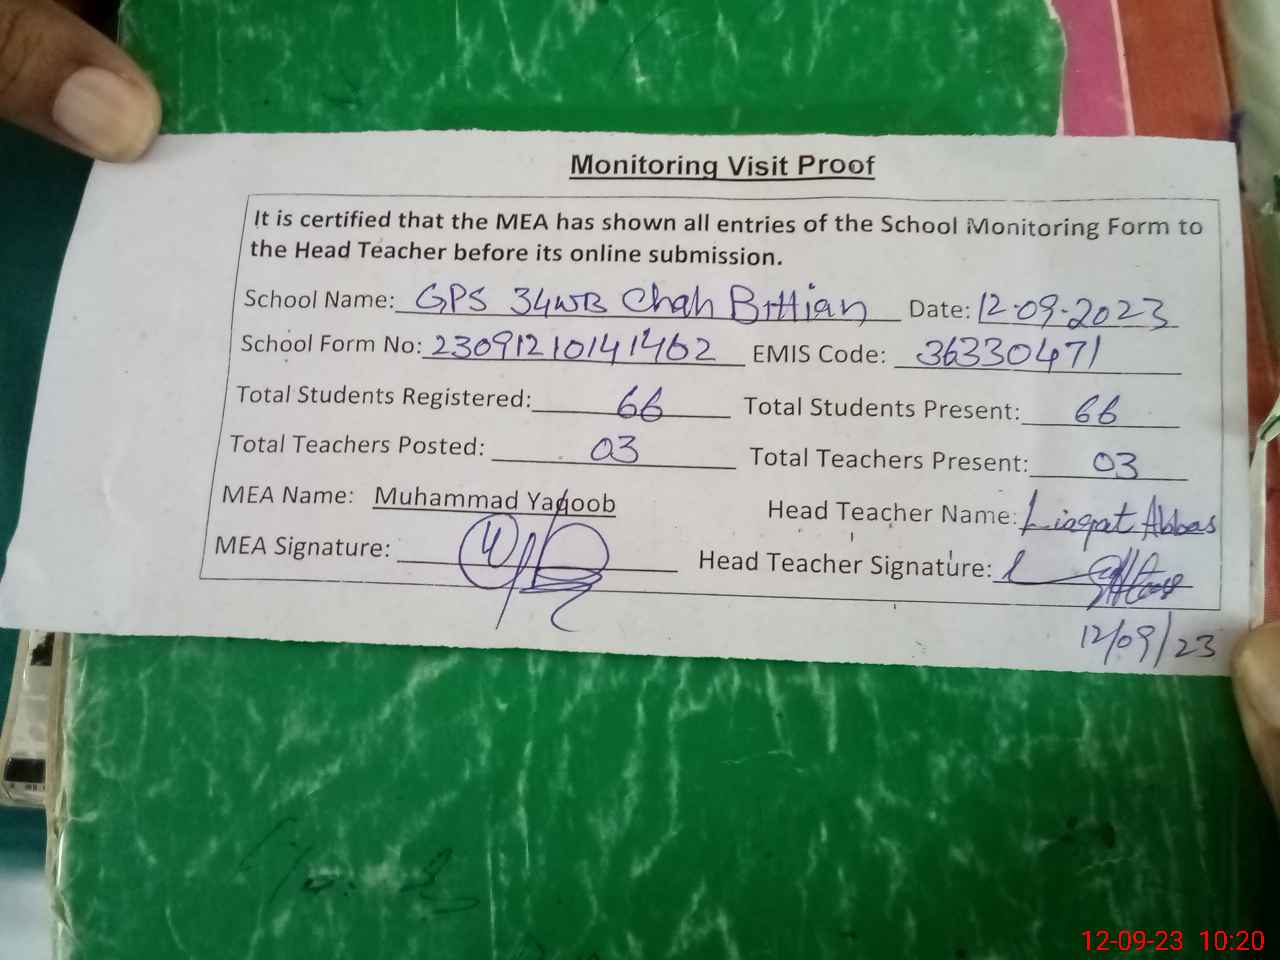 Monitoring Visit Proof
It is certified that the MEA has shown all entries of the School Monitoring Form to
the Head Teacher before its online submission.
School Name: GPS 34WB Chah Bittian Date: 12-09-2023
School Form No: 23091210141402 EMIS Code: 36330471
Total Students Registered: 66 Total Students Present: 66
Total Teachers Posted: 03 Total Teachers Present: 03
MEA Name: Muhammad Yaqoob Head Teacher Name: Liaqat Abbas
MEA Signature: Head Teacher Signature:
12/09/23
12-09-23 10:20